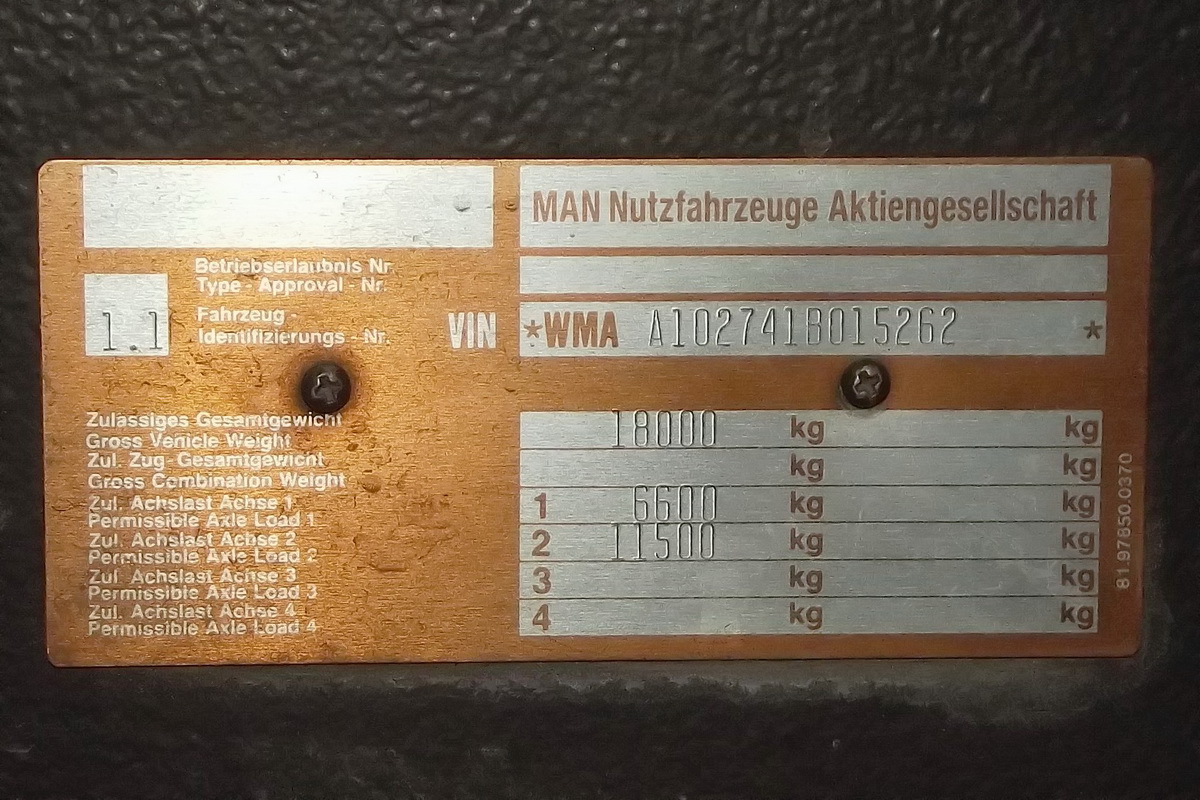 MAN Nutzfahrzeuge Aktiengesellschaft
Betriebserlaubnis Nr.
Type - Approval - Nr.
1.1
Fahrzeug -
Identifizierungs - Nr.
VIN *WMA A102741B015262 *
Zulässiges Gesamtgewicht 18000 kg kg
Gross Vehicle Weight
Zul. Zug-Gesamtgewicht kg kg
Gross Combination Weight
Zul. Achslast Achse 1 1 6600 kg kg
Permissible Axle Load 1
Zul. Achslast Achse 2 2 11500 kg kg
Permissible Axle Load 2
Zul. Achslast Achse 3 3 kg kg
Permissible Axle Load 3
Zul. Achslast Achse 4 4 kg kg
Permissible Axle Load 4
81.97850.0370